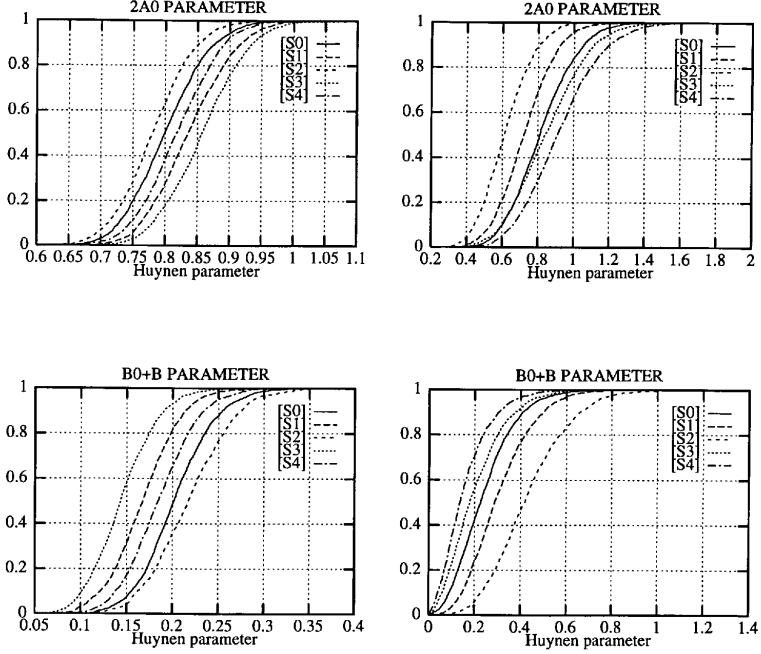 2A0 PARAMETER
1
0.8
0.6
0.4
0.2
0
[S0]
[S1]
[S2]
[S3]
[S4]
0.6 0.65 0.7 0.75 0.8 0.85 0.9 0.95 1 1.05 1.1
Huynen parameter
2A0 PARAMETER
1
0.8
0.6
0.4
0.2
0
[S0]
[S1]
[S2]
[S3]
[S4]
0.2 0.4 0.6 0.8 1 1.2 1.4 1.6 1.8 2
Huynen parameter
B0+B PARAMETER
1
0.8
0.6
0.4
0.2
0
[S0]
[S1]
[S2]
[S3]
[S4]
0.05 0.1 0.15 0.2 0.25 0.3 0.35 0.4
Huynen parameter
B0+B PARAMETER
1
0.8
0.6
0.4
0.2
0
[S0]
[S1]
[S2]
[S3]
[S4]
0 0.2 0.4 0.6 0.8 1 1.2 1.4
Huynen parameter